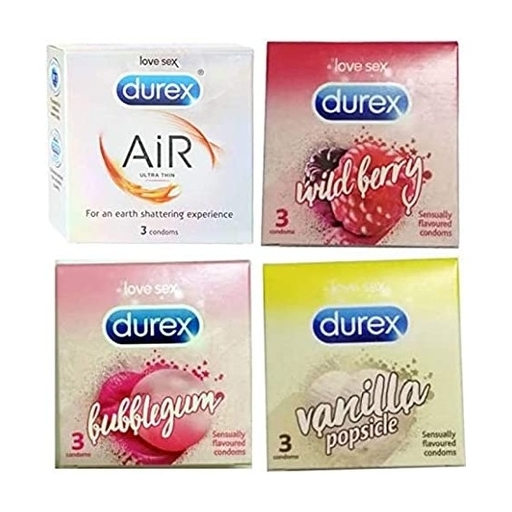 love sex
durex®
AiR
ULTRA THIN
For an earth shattering experience
3 condoms
love sex
durex
wild berry
3
condoms
Sensually
flavoured
condoms
love sex
durex
bubblegum
3
condoms
Sensually
flavoured
condoms
love sex
durex
vanilla
popsicle
3
condoms
Sensually
flavoured
condoms